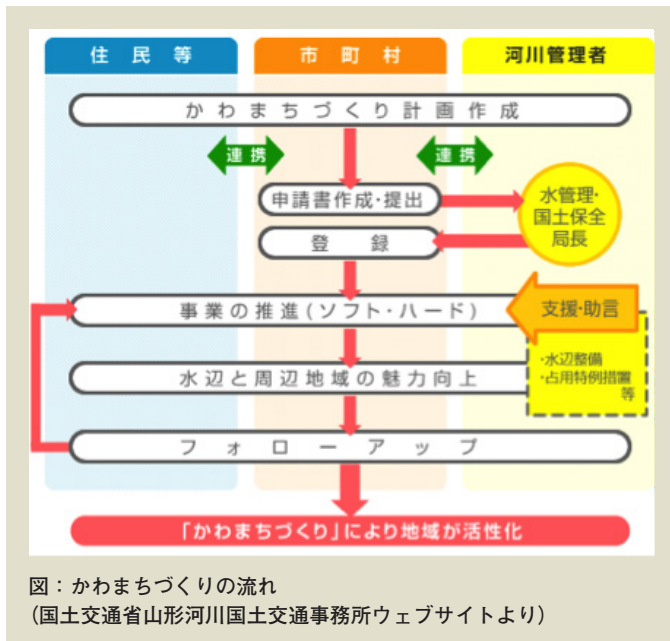 住民等
市町村
河川管理者
かわまちづくり計画作成
連携
連携
申請書作成・提出
水管理・
国土保全
局長
登録
事業の推進(ソフト・ハード)
支援・助言
・水辺整備
・占用特例措置
等
水辺と周辺地域の魅力向上
フォローアップ
「かわまちづくり」により地域が活性化
図：かわまちづくりの流れ
(国土交通省山形河川国土交通事務所ウェブサイトより)